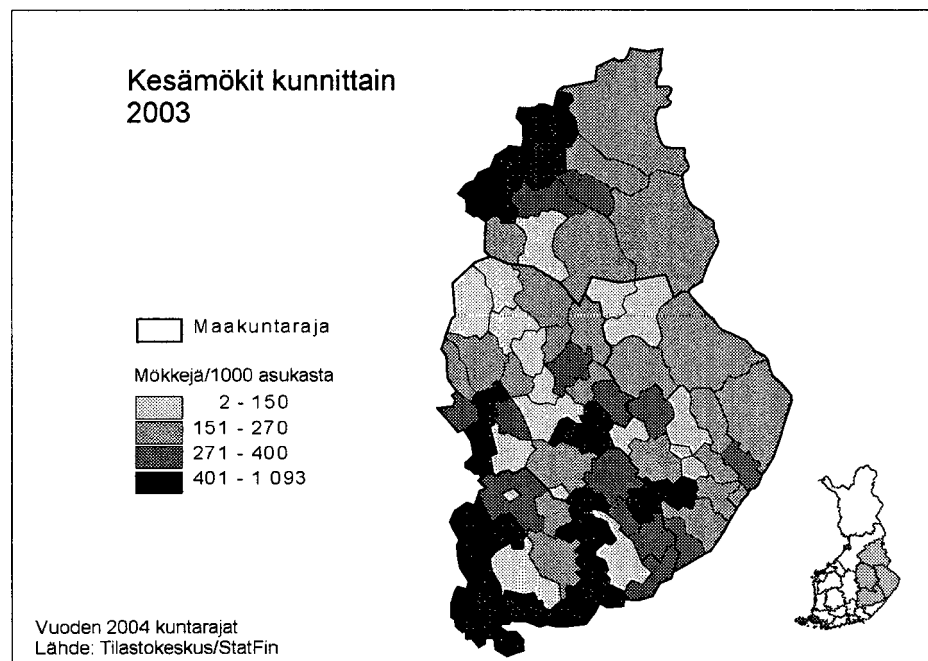 Kesämökit kunnittain
2003
Maakuntaraja
Mökkejä/1000 asukasta
2 - 150
151 - 270
271 - 400
401 - 1 093
Vuoden 2004 kuntarajat
Lähde: Tilastokeskus/StatFin